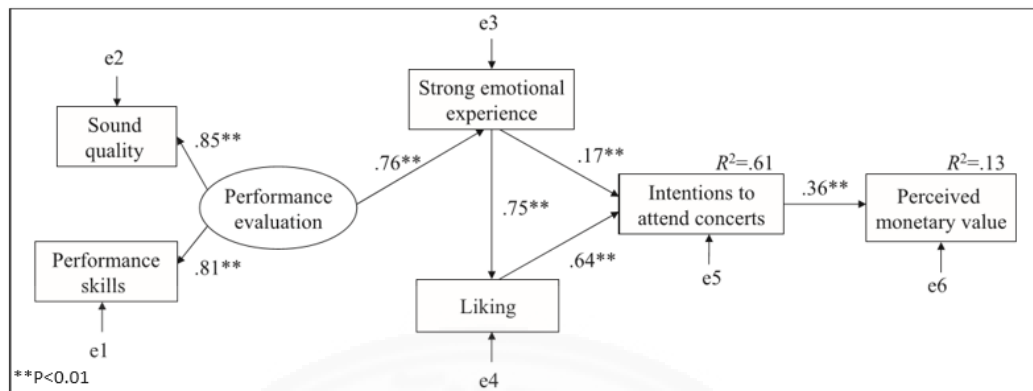 e3
e2
Strong emotional
experience
Sound
quality
.85**
.76**
.17**
R²=.61
R²=.13
Performance
evaluation
Intentions to
attend concerts
.36**
Perceived
monetary value
.75**
Performance
skills
.81**
.64**
e5
e6
Liking
e1
**P<0.01
e4